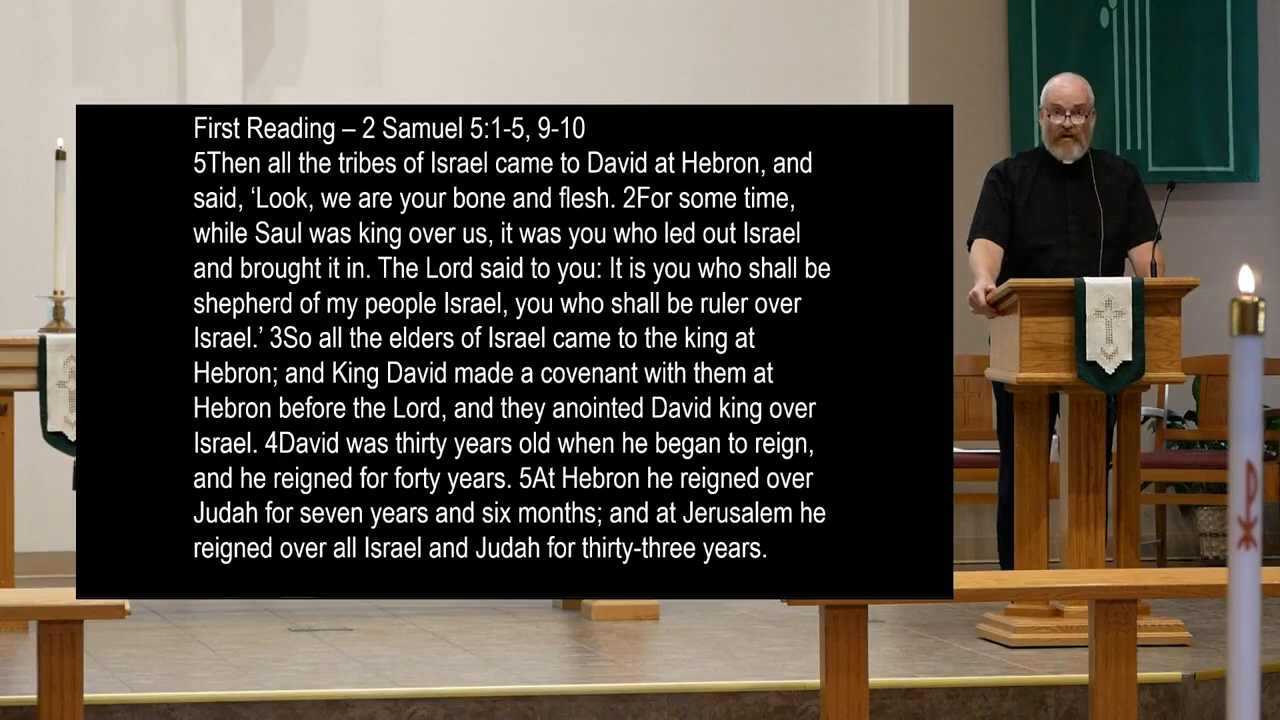 First Reading – 2 Samuel 5:1-5, 9-10
5Then all the tribes of Israel came to David at Hebron, and
said, ‘Look, we are your bone and flesh. 2For some time,
while Saul was king over us, it was you who led out Israel
and brought it in. The Lord said to you: It is you who shall be
shepherd of my people Israel, you who shall be ruler over
Israel.’ 3So all the elders of Israel came to the king at
Hebron; and King David made a covenant with them at
Hebron before the Lord, and they anointed David king over
Israel. 4David was thirty years old when he began to reign,
and he reigned for forty years. 5At Hebron he reigned over
Judah for seven years and six months; and at Jerusalem he
reigned over all Israel and Judah for thirty-three years.